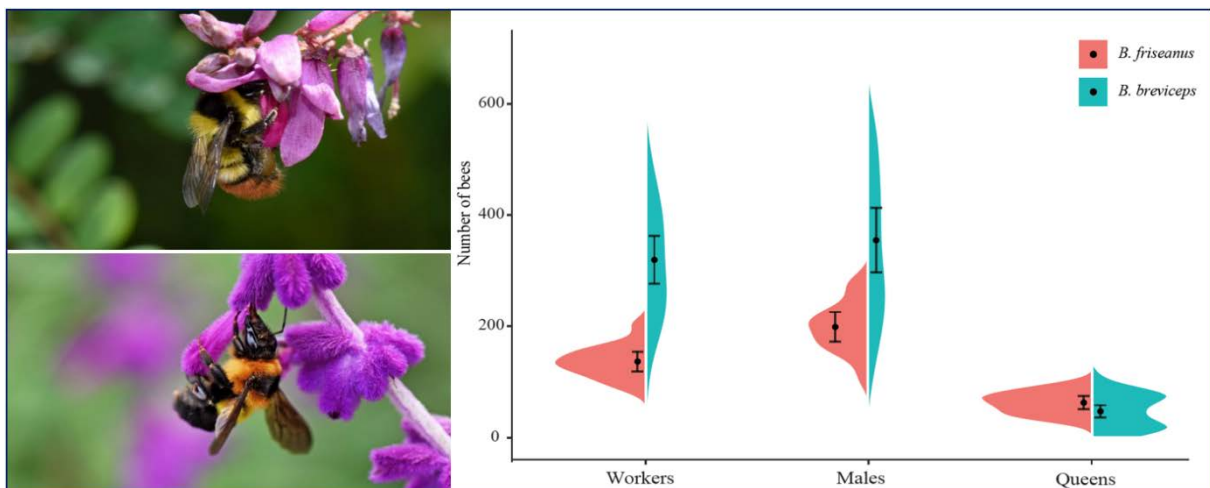 B. friseanus
B. breviceps
Number of bees
600
400
200
0
Workers
Males
Queens